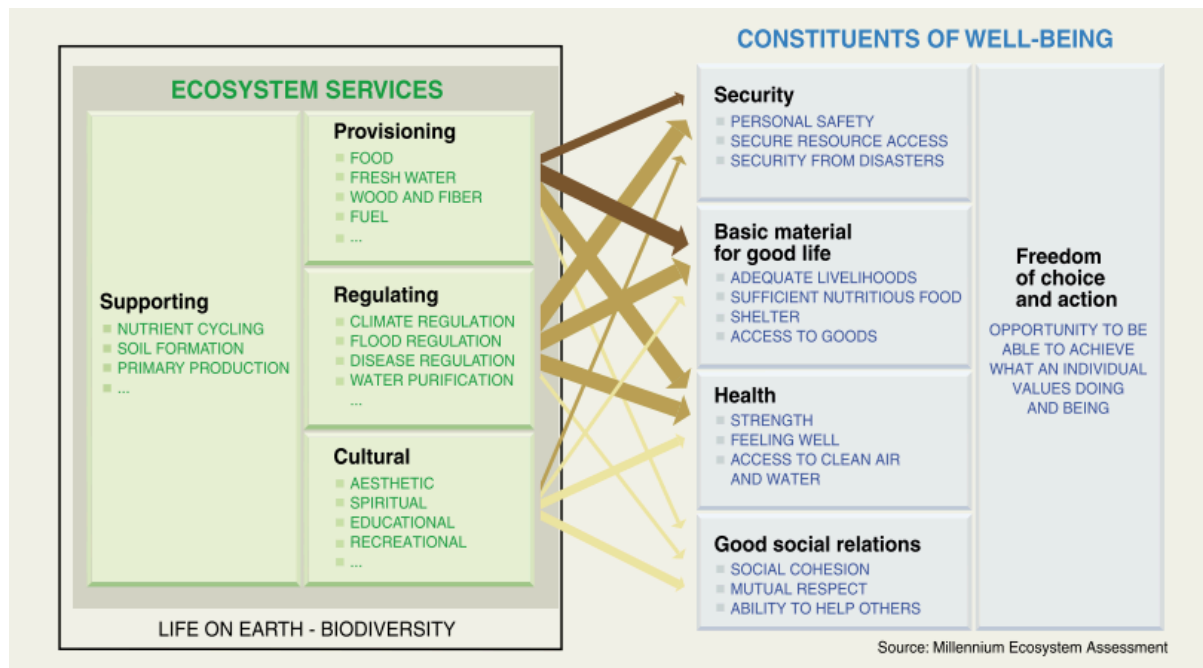 CONSTITUENTS OF WELL-BEING
ECOSYSTEM SERVICES
Supporting
NUTRIENT CYCLING
SOIL FORMATION
PRIMARY PRODUCTION
...
Provisioning
FOOD
FRESH WATER
WOOD AND FIBER
FUEL
...
Regulating
CLIMATE REGULATION
FLOOD REGULATION
DISEASE REGULATION
WATER PURIFICATION
...
Cultural
AESTHETIC
SPIRITUAL
EDUCATIONAL
RECREATIONAL
...
LIFE ON EARTH - BIODIVERSITY
Security
PERSONAL SAFETY
SECURE RESOURCE ACCESS
SECURITY FROM DISASTERS
Basic material
for good life
ADEQUATE LIVELIHOODS
SUFFICIENT NUTRITIOUS FOOD
SHELTER
ACCESS TO GOODS
Health
STRENGTH
FEELING WELL
ACCESS TO CLEAN AIR
AND WATER
Good social relations
SOCIAL COHESION
MUTUAL RESPECT
ABILITY TO HELP OTHERS
Freedom
of choice
and action
OPPORTUNITY TO BE
ABLE TO ACHIEVE
WHAT AN INDIVIDUAL
VALUES DOING
AND BEING
Source: Millennium Ecosystem Assessment